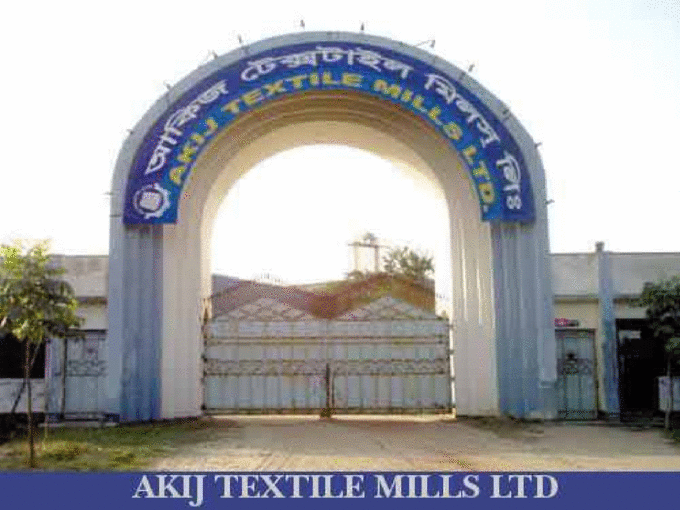 আকিজ টেক্সটাইল মিলস্ লিঃ
AKIJ TEXTILE MILLS LTD.
AKIJ TEXTILE MILLS LTD